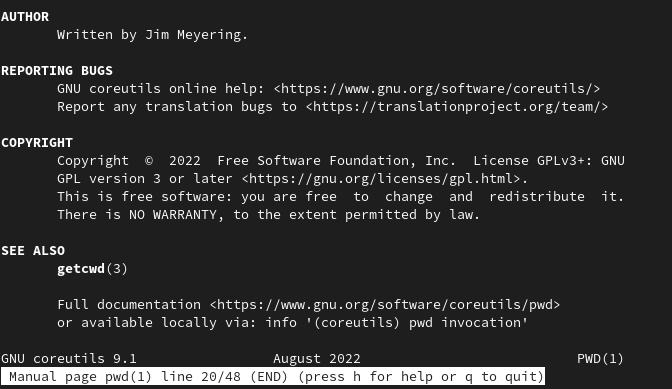 AUTHOR
Written by Jim Meyering.
REPORTING BUGS
GNU coreutils online help: <https://www.gnu.org/software/coreutils/>
Report any translation bugs to <https://translationproject.org/team/>
COPYRIGHT
Copyright © 2022 Free Software Foundation, Inc. License GPLv3+: GNU
GPL version 3 or later <https://gnu.org/licenses/gpl.html>.
This is free software: you are free to change and redistribute it.
There is NO WARRANTY, to the extent permitted by law.
SEE ALSO
getcwd(3)
Full documentation <https://www.gnu.org/software/coreutils/pwd>
or available locally via: info '(coreutils) pwd invocation'
GNU coreutils 9.1 August 2022 PWD(1)
Manual page pwd(1) line 20/48 (END) (press h for help or q to quit)